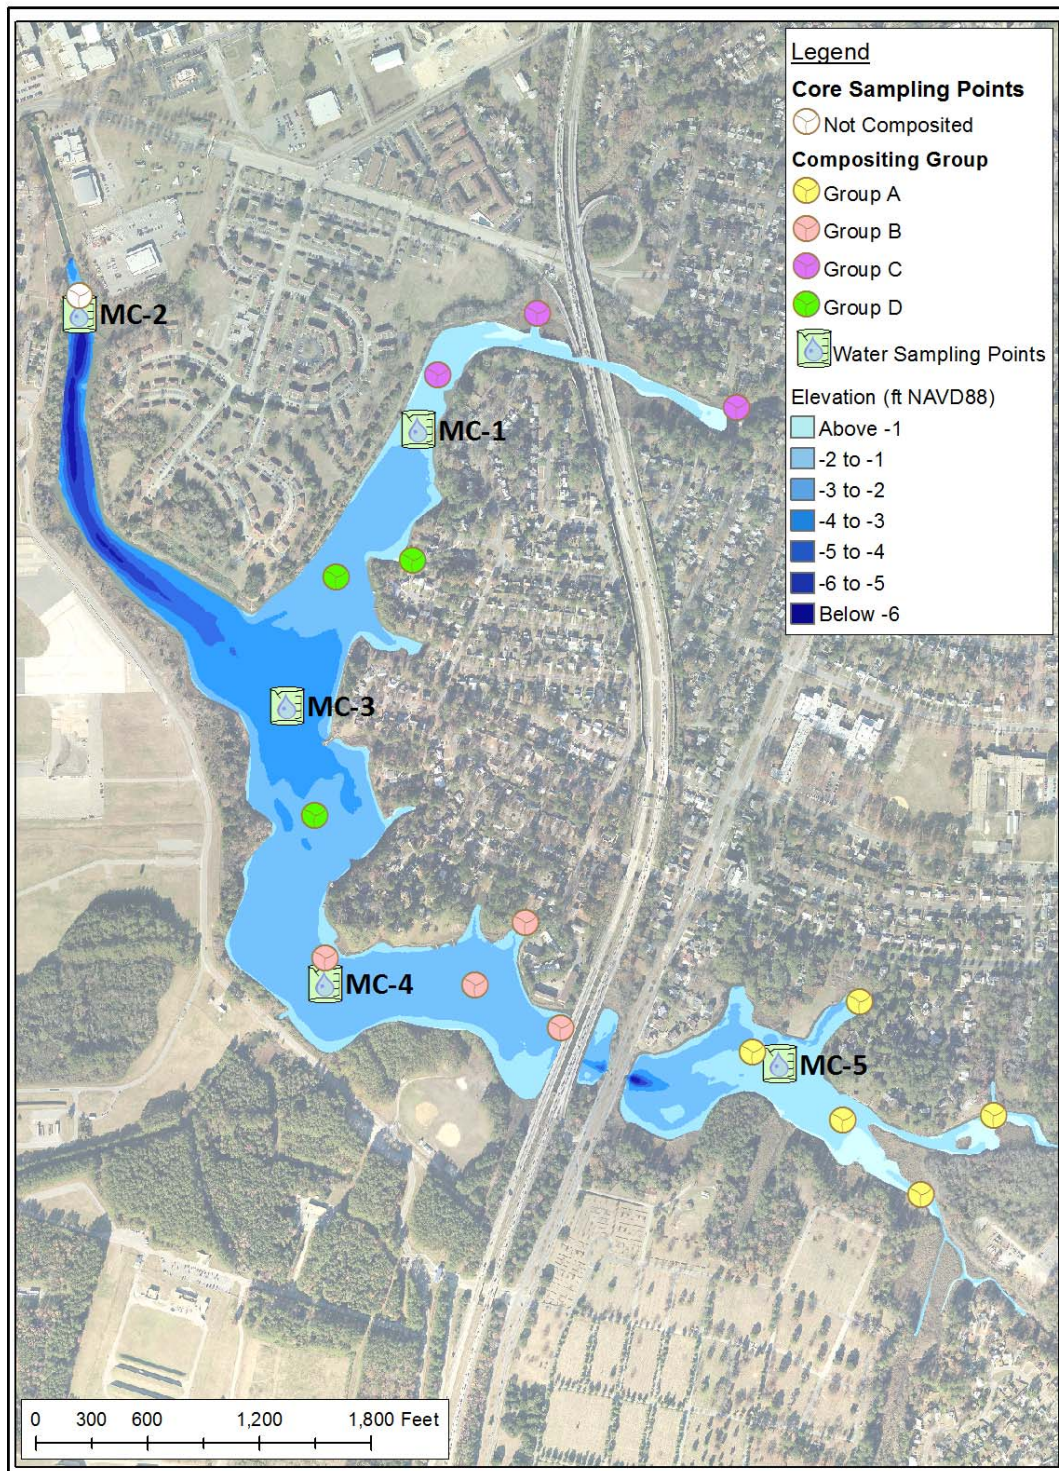 Legend
Core Sampling Points
Not Composited
Compositing Group
Group A
Group B
Group C
Group D
Water Sampling Points
Elevation (ft NAVD88)
Above -1
-2 to -1
-3 to -2
-4 to -3
-5 to -4
-6 to -5
Below -6
MC-2
MC-1
MC-3
MC-4
MC-5
0 300 600 1,200 1,800 Feet